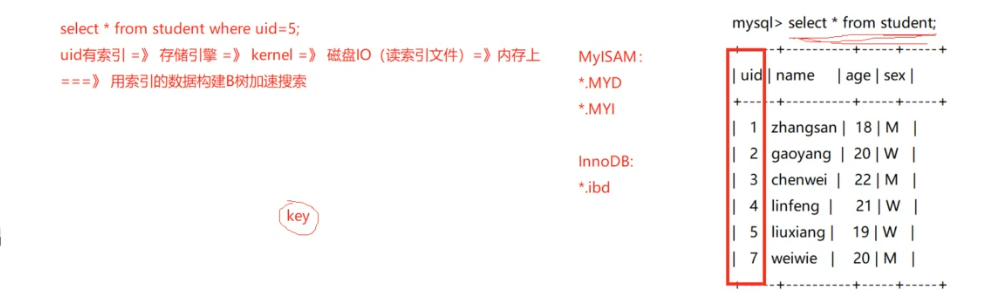 select * from student where uid=5;
uid有索引 =》 存储引擎 =》 kernel =》 磁盘IO（读索引文件）=》内存上
===》 用索引的数据构建B树加速搜索
key
MyISAM:
*.MYD
*.MYI
InnoDB:
*.ibd
mysql> select * from student;
+-----+----------+-----+-----+
| uid | name | age | sex |
+-----+----------+-----+-----+
| 1 | zhangsan | 18 | M |
| 2 | gaoyang | 20 | W |
| 3 | chenwei | 22 | M |
| 4 | linfeng | 21 | W |
| 5 | liuxiang | 19 | W |
| 7 | weiwie | 20 | M |
+-----+----------+-----+-----+